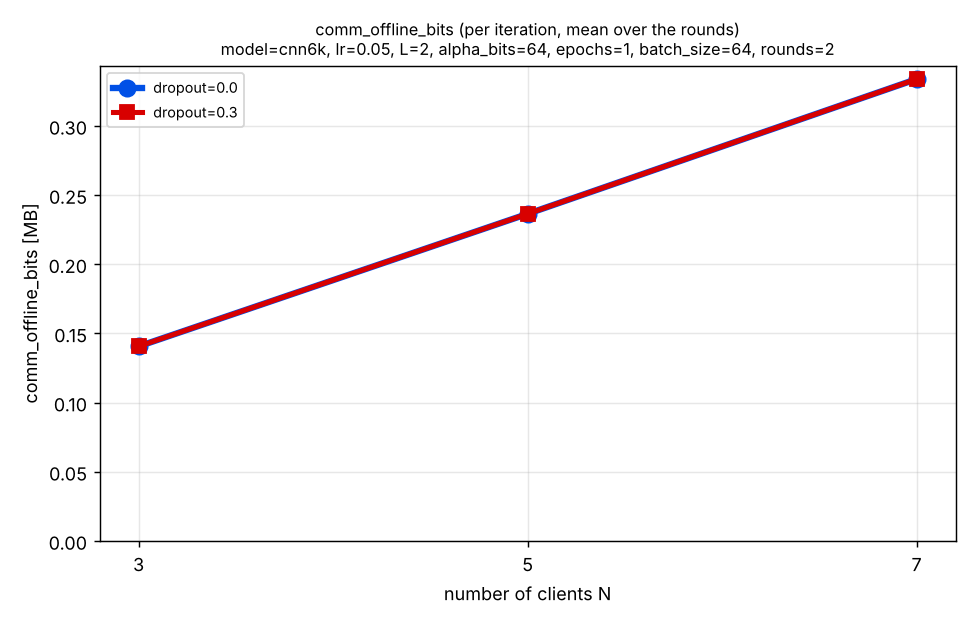 comm_offline_bits (per iteration, mean over the rounds)
model=cnn6k, lr=0.05, L=2, alpha_bits=64, epochs=1, batch_size=64, rounds=2
dropout=0.0
dropout=0.3
comm_offline_bits [MB]
0.30
0.25
0.20
0.15
0.10
0.05
0.00
3
5
7
number of clients N